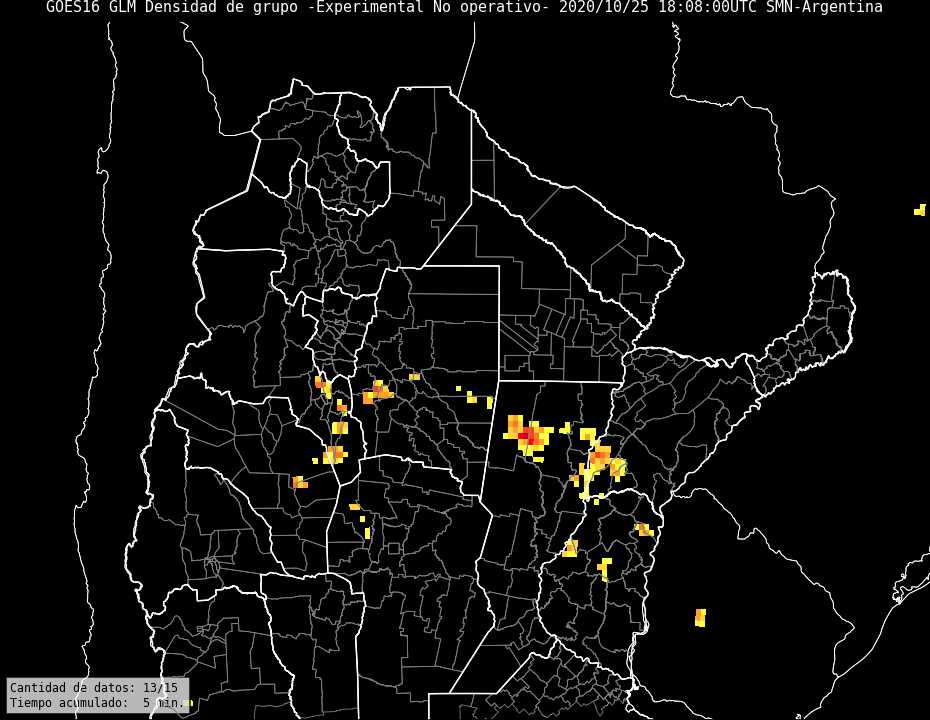 GOES16 GLM Densidad de grupo -Experimental No operativo- 2020/10/25 18:08:00UTC SMN-Argentina
Cantidad de datos: 13/15
Tiempo acumulado:  5 min.